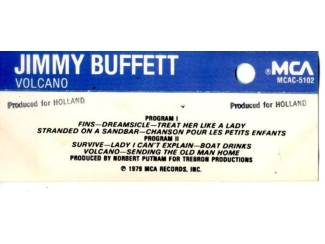 JIMMY BUFFETT
VOLCANO
MCA
MCAC-5102
Produced for HOLLAND
Produced for HOLLAND
PROGRAM I
FINS—DREAMSICLE—TREAT HER LIKE A LADY
STRANDED ON A SANDBAR—CHANSON POUR LES PETITS ENFANTS
PROGRAM II
SURVIVE—LADY I CAN'T EXPLAIN—BOAT DRINKS
VOLCANO—SENDING THE OLD MAN HOME
PRODUCED BY NORBERT PUTNAM FOR TREBRON PRODUCTIONS
© 1979 MCA RECORDS, INC.